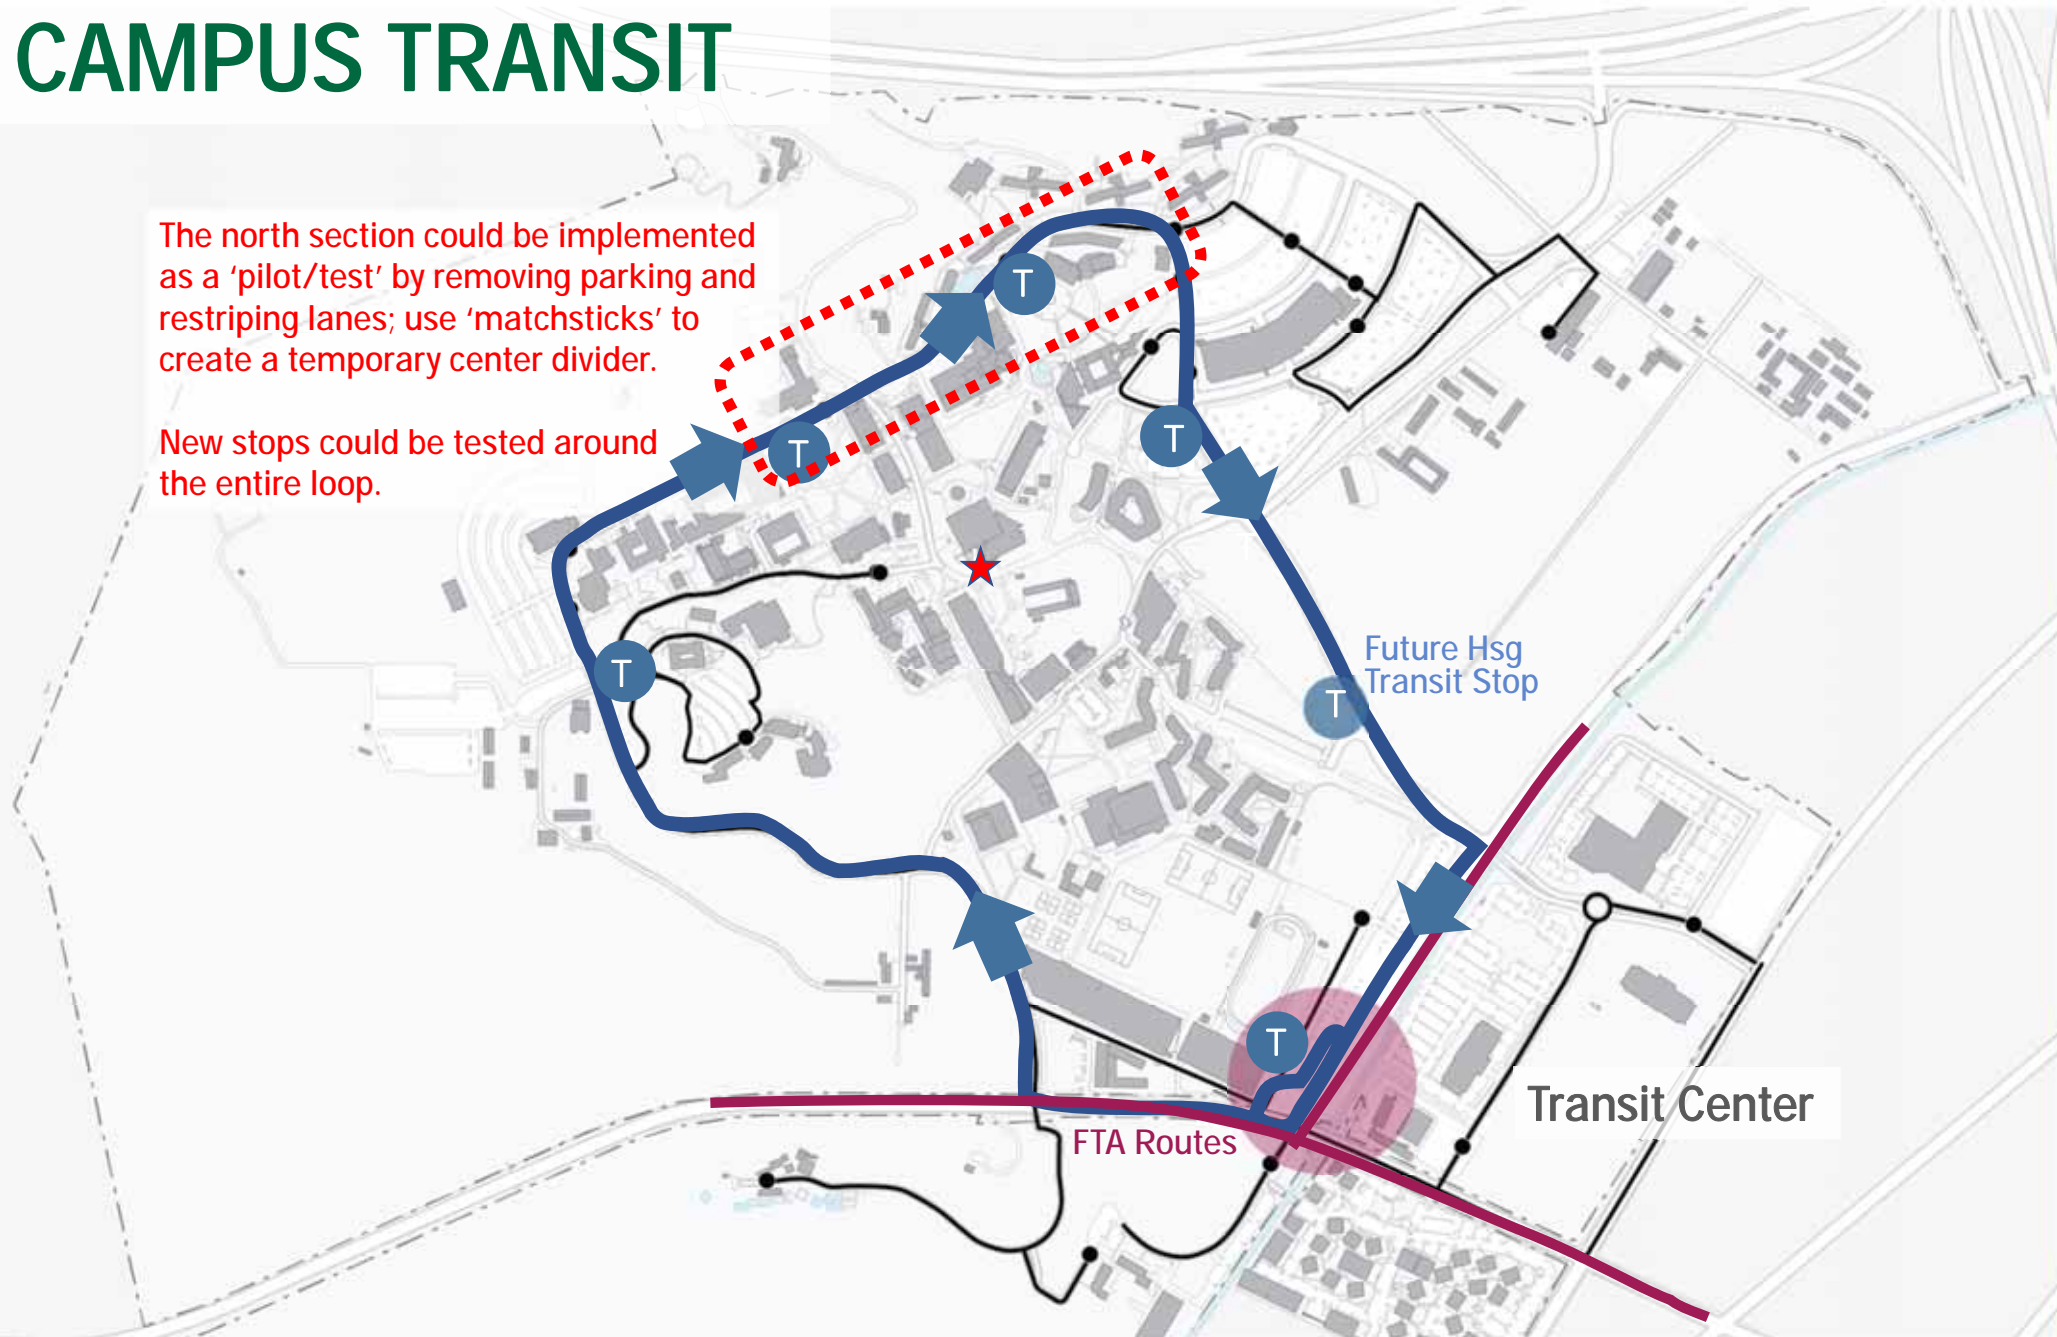 CAMPUS TRANSIT
The north section could be implemented
as a ‘pilot/test’ by removing parking and
restriping lanes; use ‘matchsticks’ to
create a temporary center divider.
New stops could be tested around
the entire loop.
T
T
T
T
Future Hsg
Transit Stop
T
T
Transit Center
FTA Routes